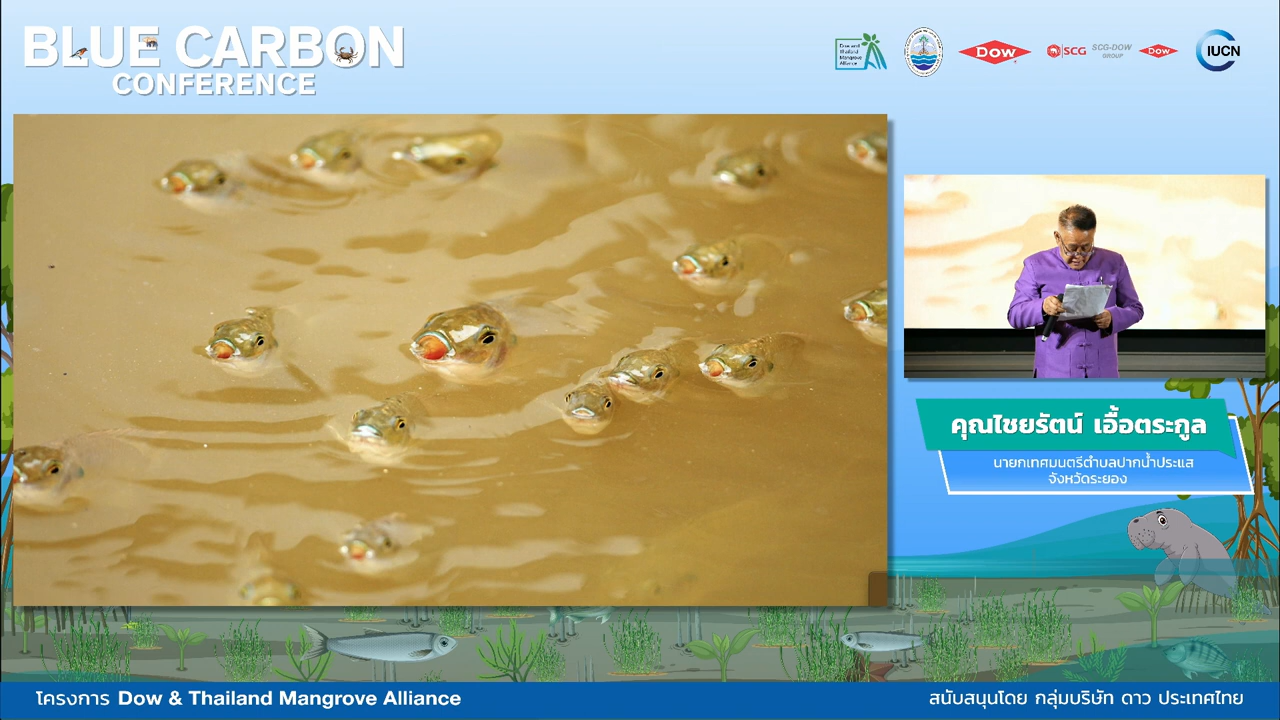 BLUE CARBON
CONFERENCE
Dow and
Thailand
Mangrove
Alliance
Dow
SCG
SCG-DOW
GROUP
Dow
IUCN
คุณไชยรัตน์ เอื้อตระกูล
นายกเทศมนตรีตำบลปากน้ำประแส
จังหวัดระยอง
โครงการ Dow & Thailand Mangrove Alliance
สนับสนุนโดย กลุ่มบริษัท ดาว ประเทศไทย